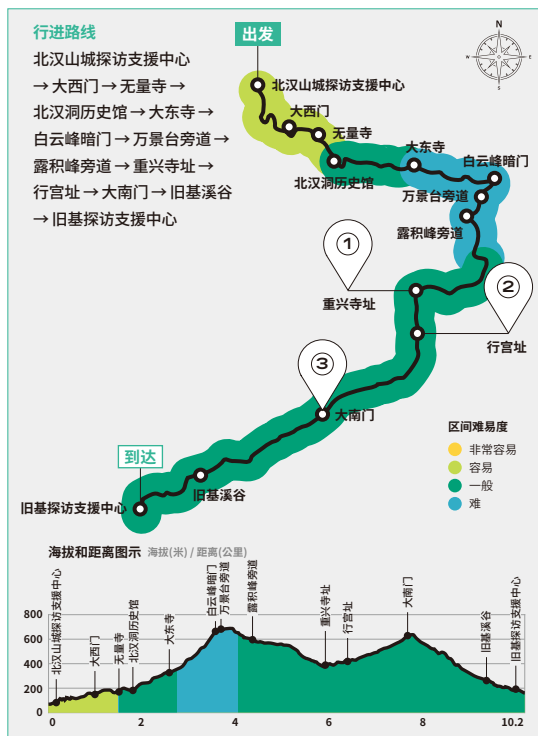 行进路线
北汉山城探访支援中心
→大西门→无量寺→
北汉洞历史馆→大东寺→
白云峰暗门→万景台旁道→
露积峰旁道→重兴寺址→
行宫址→大南门→旧基溪谷
→旧基探访支援中心
出发
N
W
E
S
北汉山城探访支援中心
大西门
无量寺
大东寺
白云峰暗门
北汉洞历史馆
万景台旁道
露积峰旁道
1
2
重兴寺址
行宫址
3
大南门
区间难易度
非常容易
容易
一般
难
到达
旧基溪谷
旧基探访支援中心
海拔和距离图示 海拔(米) / 距离(公里)
北汉山城探访支援中心
大西门
无量寺
北汉洞历史馆
大东寺
白云峰暗门
万景台旁道
露积峰旁道
重兴寺址
行宫址
大南门
旧基溪谷
旧基探访支援中心
800
600
400
200
0
0 2 4 6 8 10.2